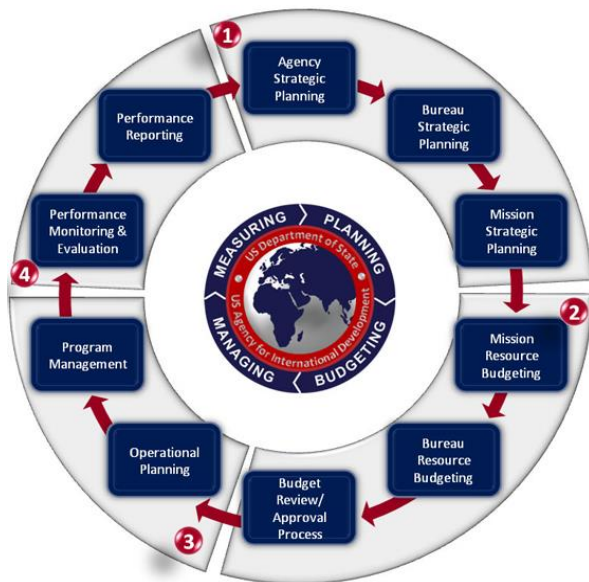 1
Agency
Strategic
Planning
Bureau
Strategic
Planning
Mission
Strategic
Planning
2
Mission
Resource
Budgeting
Bureau
Resource
Budgeting
Budget
Review/
Approval
Process
3
Operational
Planning
Program
Management
4
Performance
Monitoring &
Evaluation
Performance
Reporting
MEASURING
PLANNING
BUDGETING
MANAGING
US Department of State
US Agency for International Development